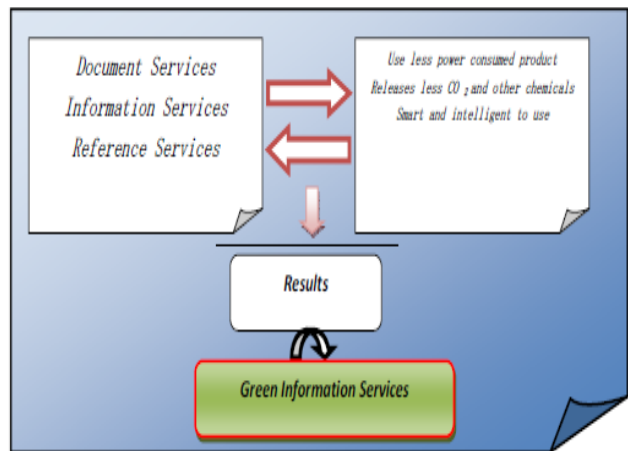 Document Services
Information Services
Reference Services
Use less power consumed product
Releases less CO ₂ and other chemicals
Smart and intelligent to use
Results
Green Information Services